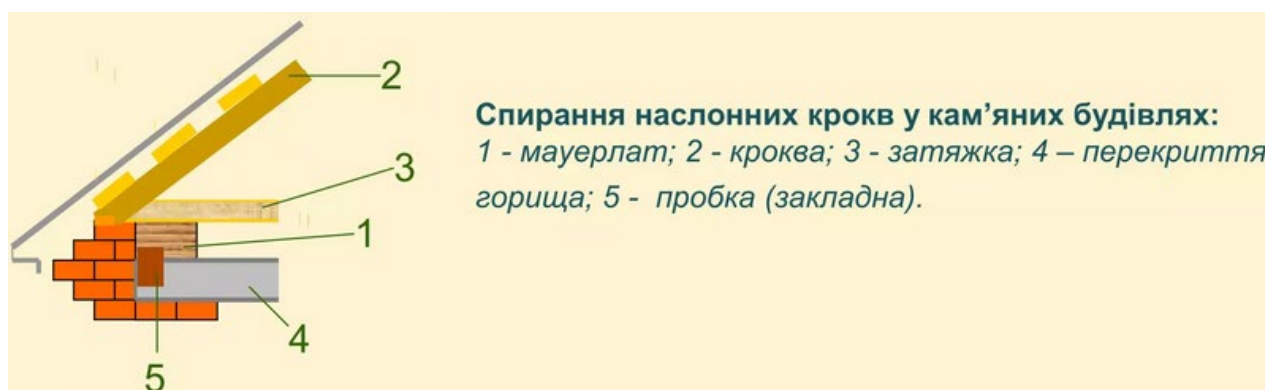 2
3
1
4
5
Спирання наслонних крокв у кам’яних будівлях:
1 - мауерлат; 2 - кроква; 3 - затяжка; 4 – перекриття
горища; 5 - пробка (закладна).